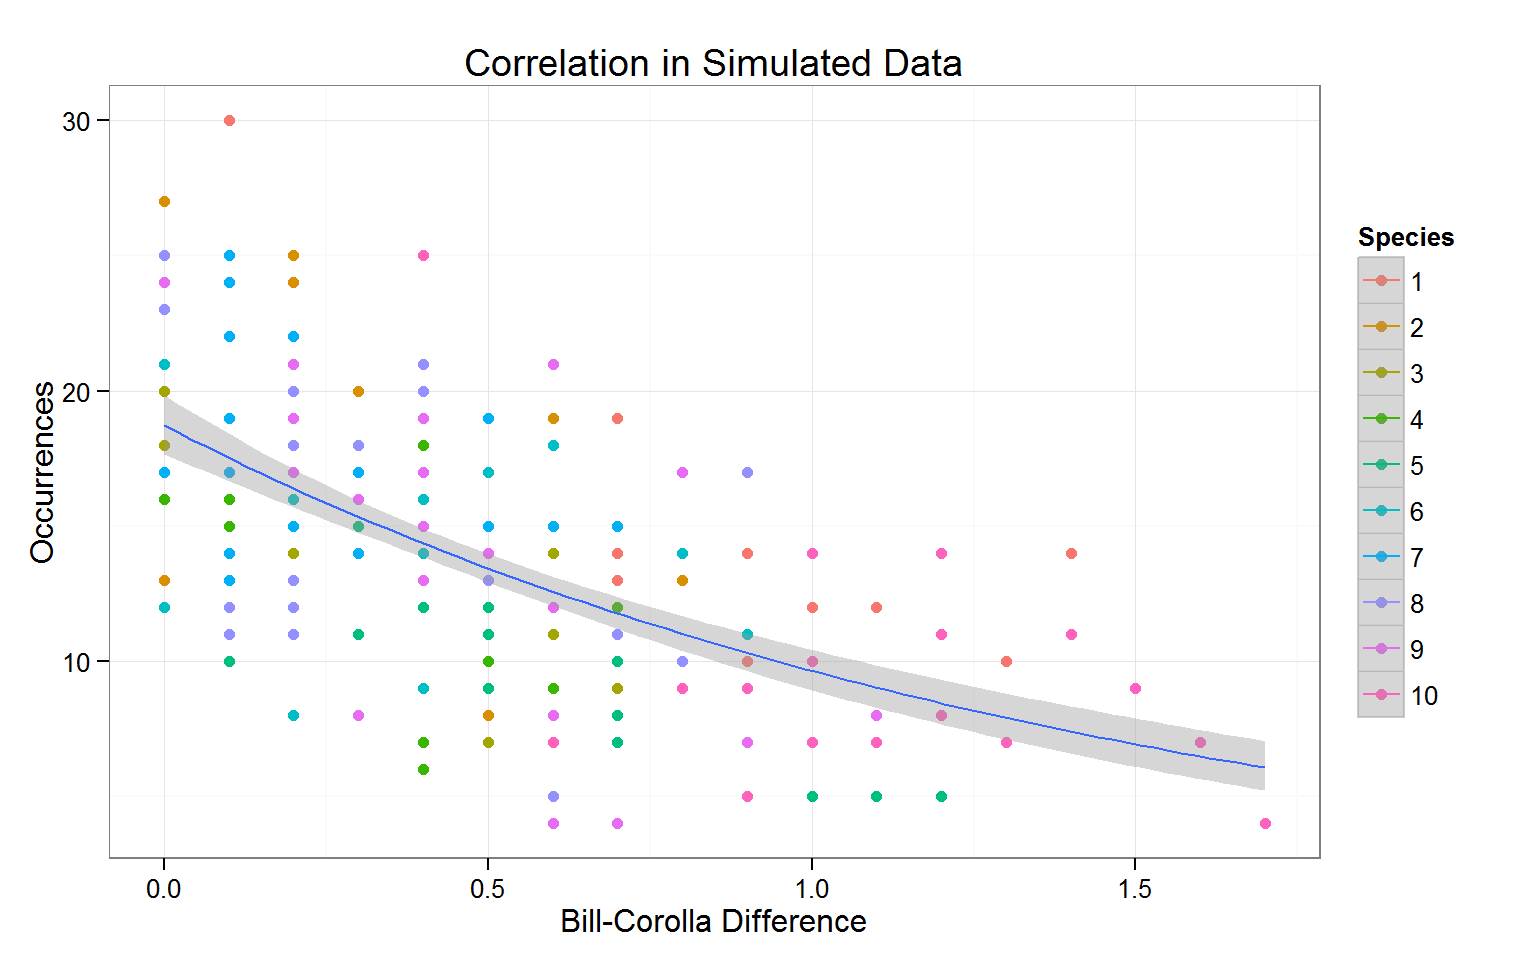 Correlation in Simulated Data
30
20
10
Occurrences
0.0 0.5 1.0 1.5
Bill-Corolla Difference
Species
1
2
3
4
5
6
7
8
9
10